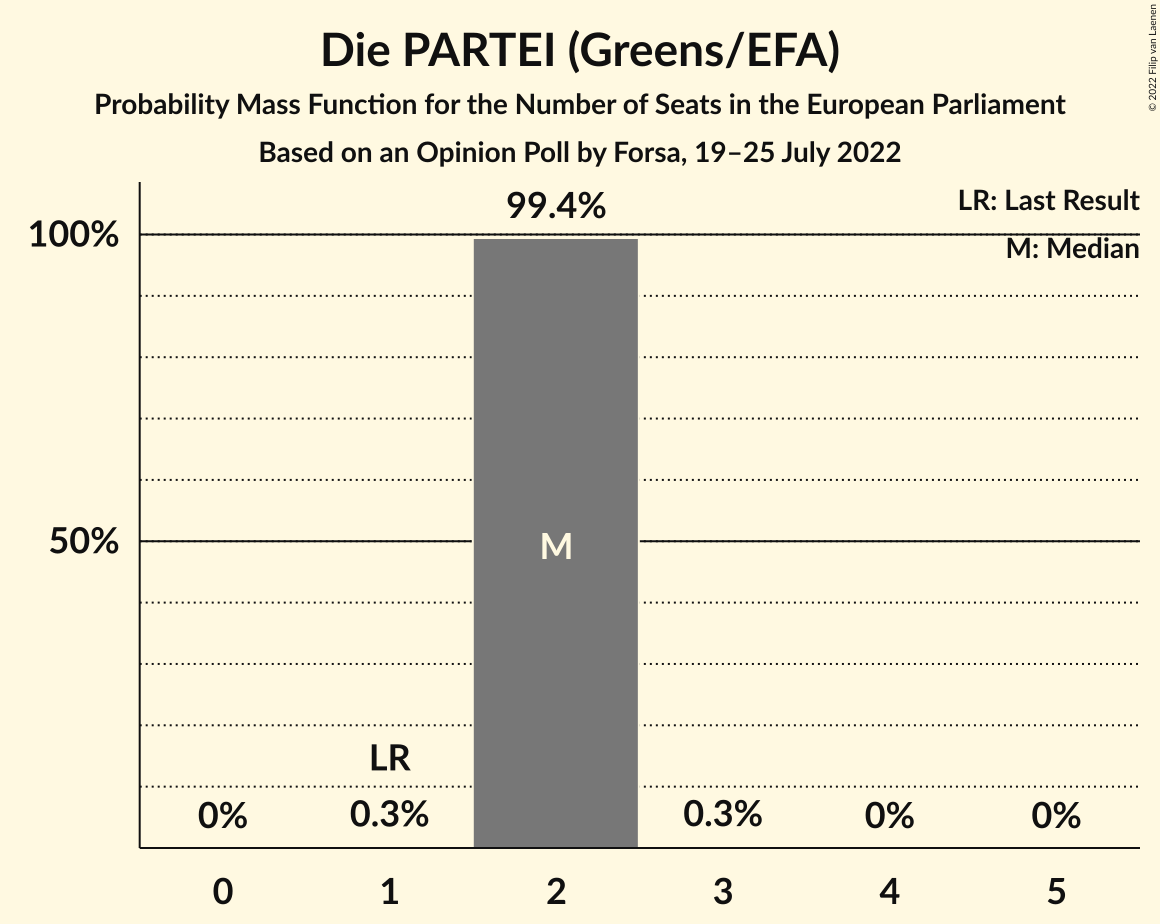 Die PARTEI (Greens/EFA)
Probability Mass Function for the Number of Seats in the European Parliament
Based on an Opinion Poll by Forsa, 19–25 July 2022
© 2022 Filip van Laenen
99.4%
LR: Last Result
100%
M: Median
50%
M
LR
0%
0.3%
0.3%
0%
0%
0
1
2
3
4
5